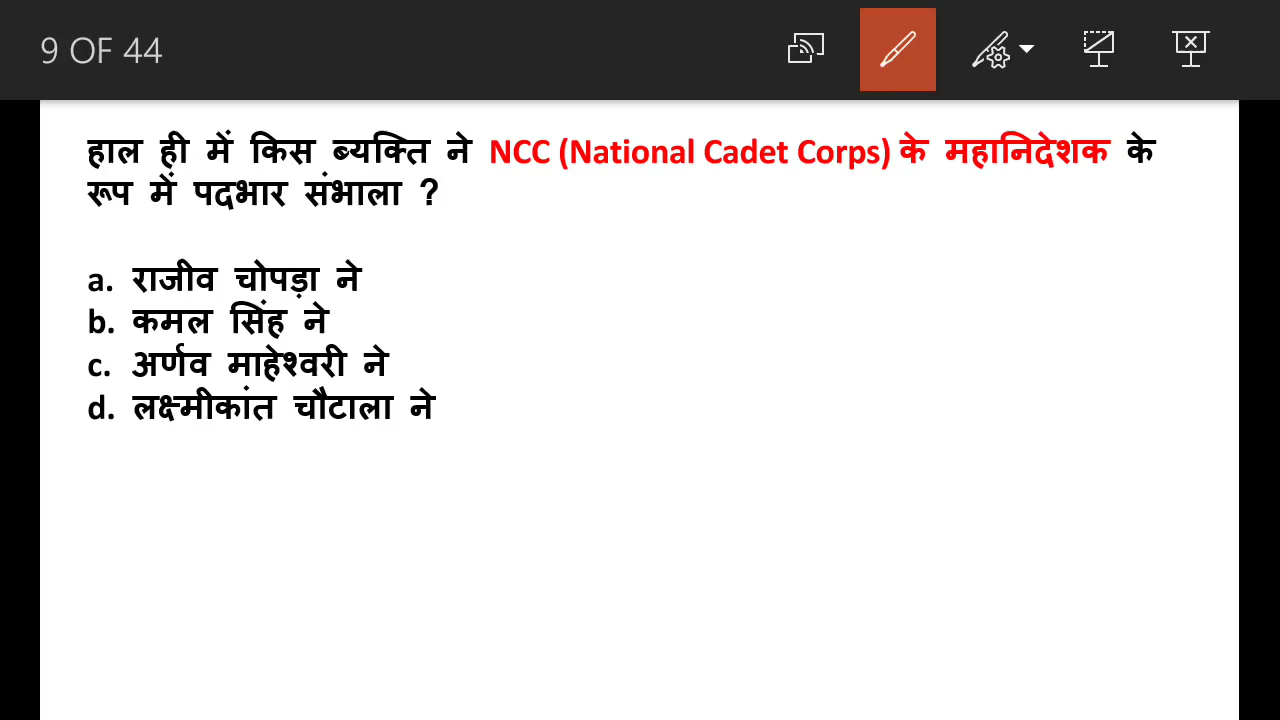 9 OF 44
हाल ही में किस ब्यक्ति ने NCC (National Cadet Corps) के महानिदेशक के
रूप में पदभार संभाला ?
a. राजीव चोपड़ा ने
b. कमल सिंह ने
c. अर्णव माहेश्वरी ने
d. लक्ष्मीकांत चौटाला ने